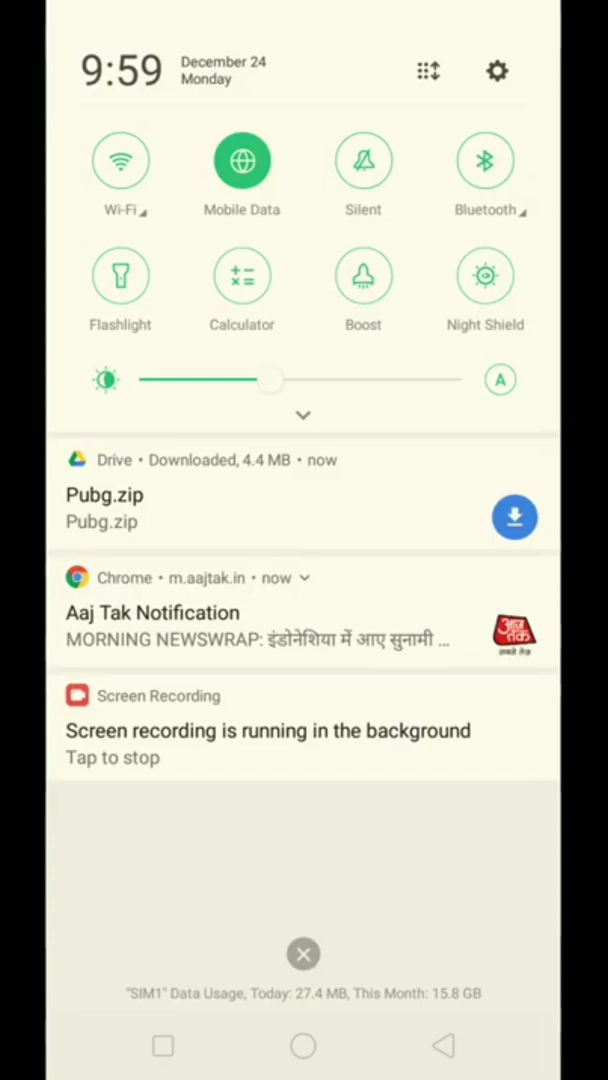 9:59
December 24
Monday
Wi-Fi
Mobile Data
Silent
Bluetooth
Flashlight
Calculator
Boost
Night Shield
A
Drive • Downloaded, 4.4 MB • now
Pubg.zip
Pubg.zip
Chrome • m.aajtak.in • now
Aaj Tak Notification
MORNING NEWSWRAP: इंडोनेशिया में आए सुनामी ...
आज तक
सबसे तेज़
Screen Recording
Screen recording is running in the background
Tap to stop
"SIM1" Data Usage, Today: 27.4 MB, This Month: 15.8 GB